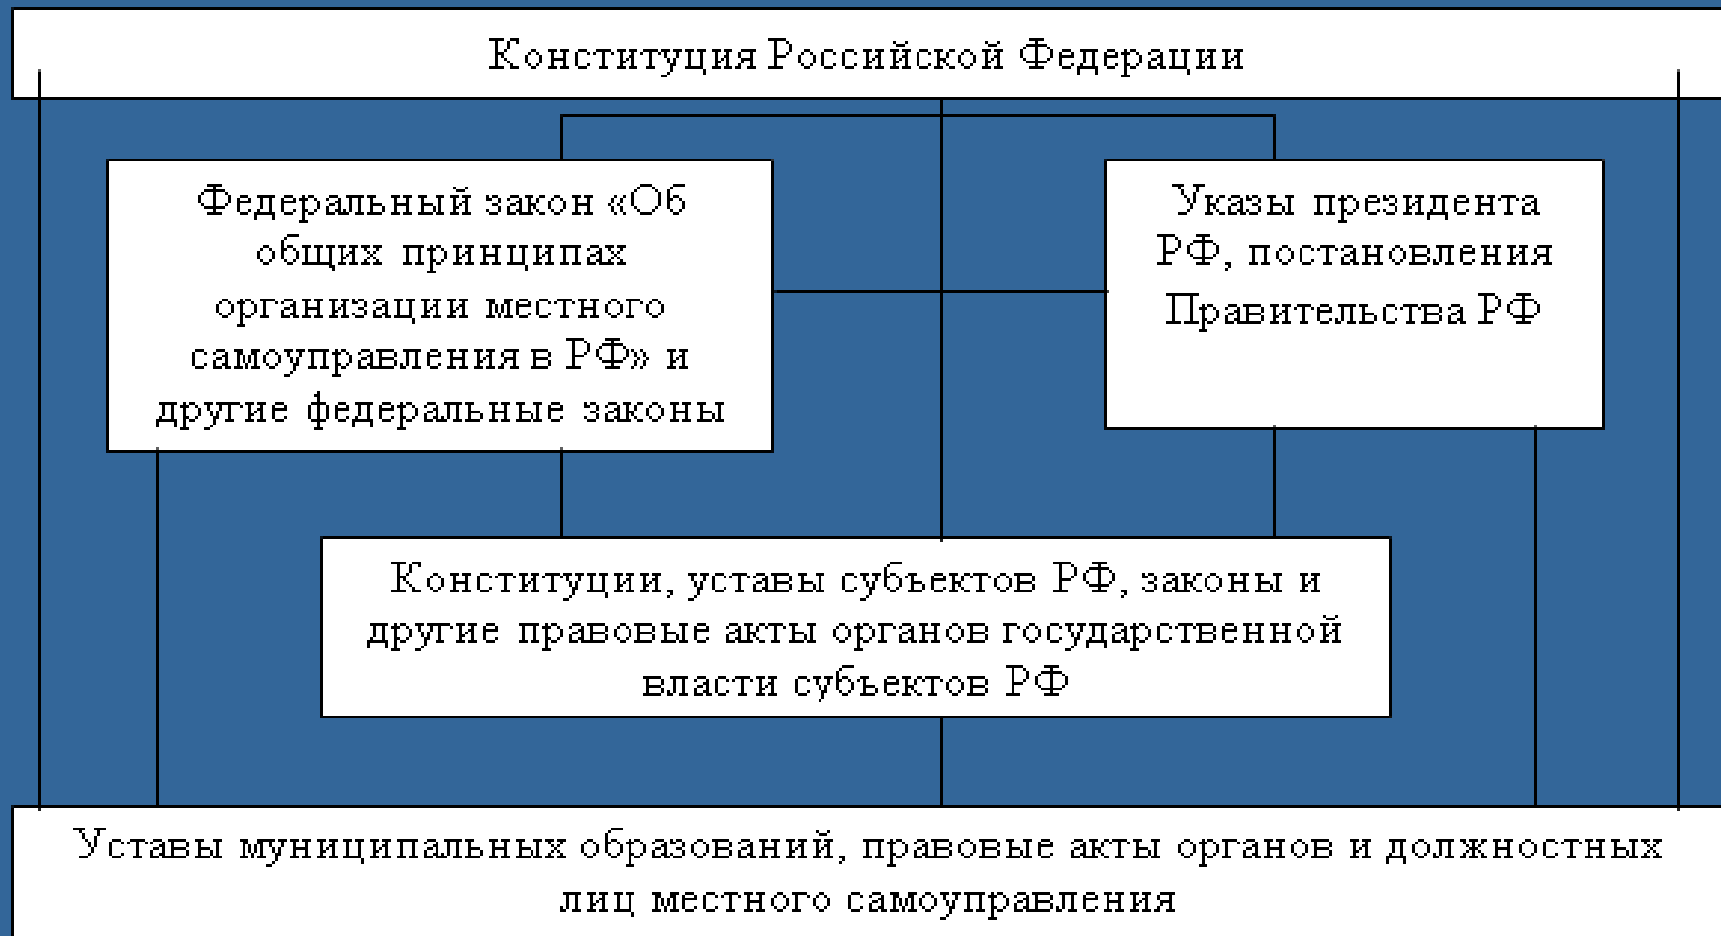 Конституция Российской Федерации
Федеральный закон «Об
общих принципах
организации местного
самоуправления в РФ» и
другие федеральные законы
Указы президента
РФ, постановления
Правительства РФ
Конституции, уставы субъектов РФ, законы и
другие правовые акты органов государственной
власти субъектов РФ
Уставы муниципальных образований, правовые акты органов и должностных
лиц местного самоуправления